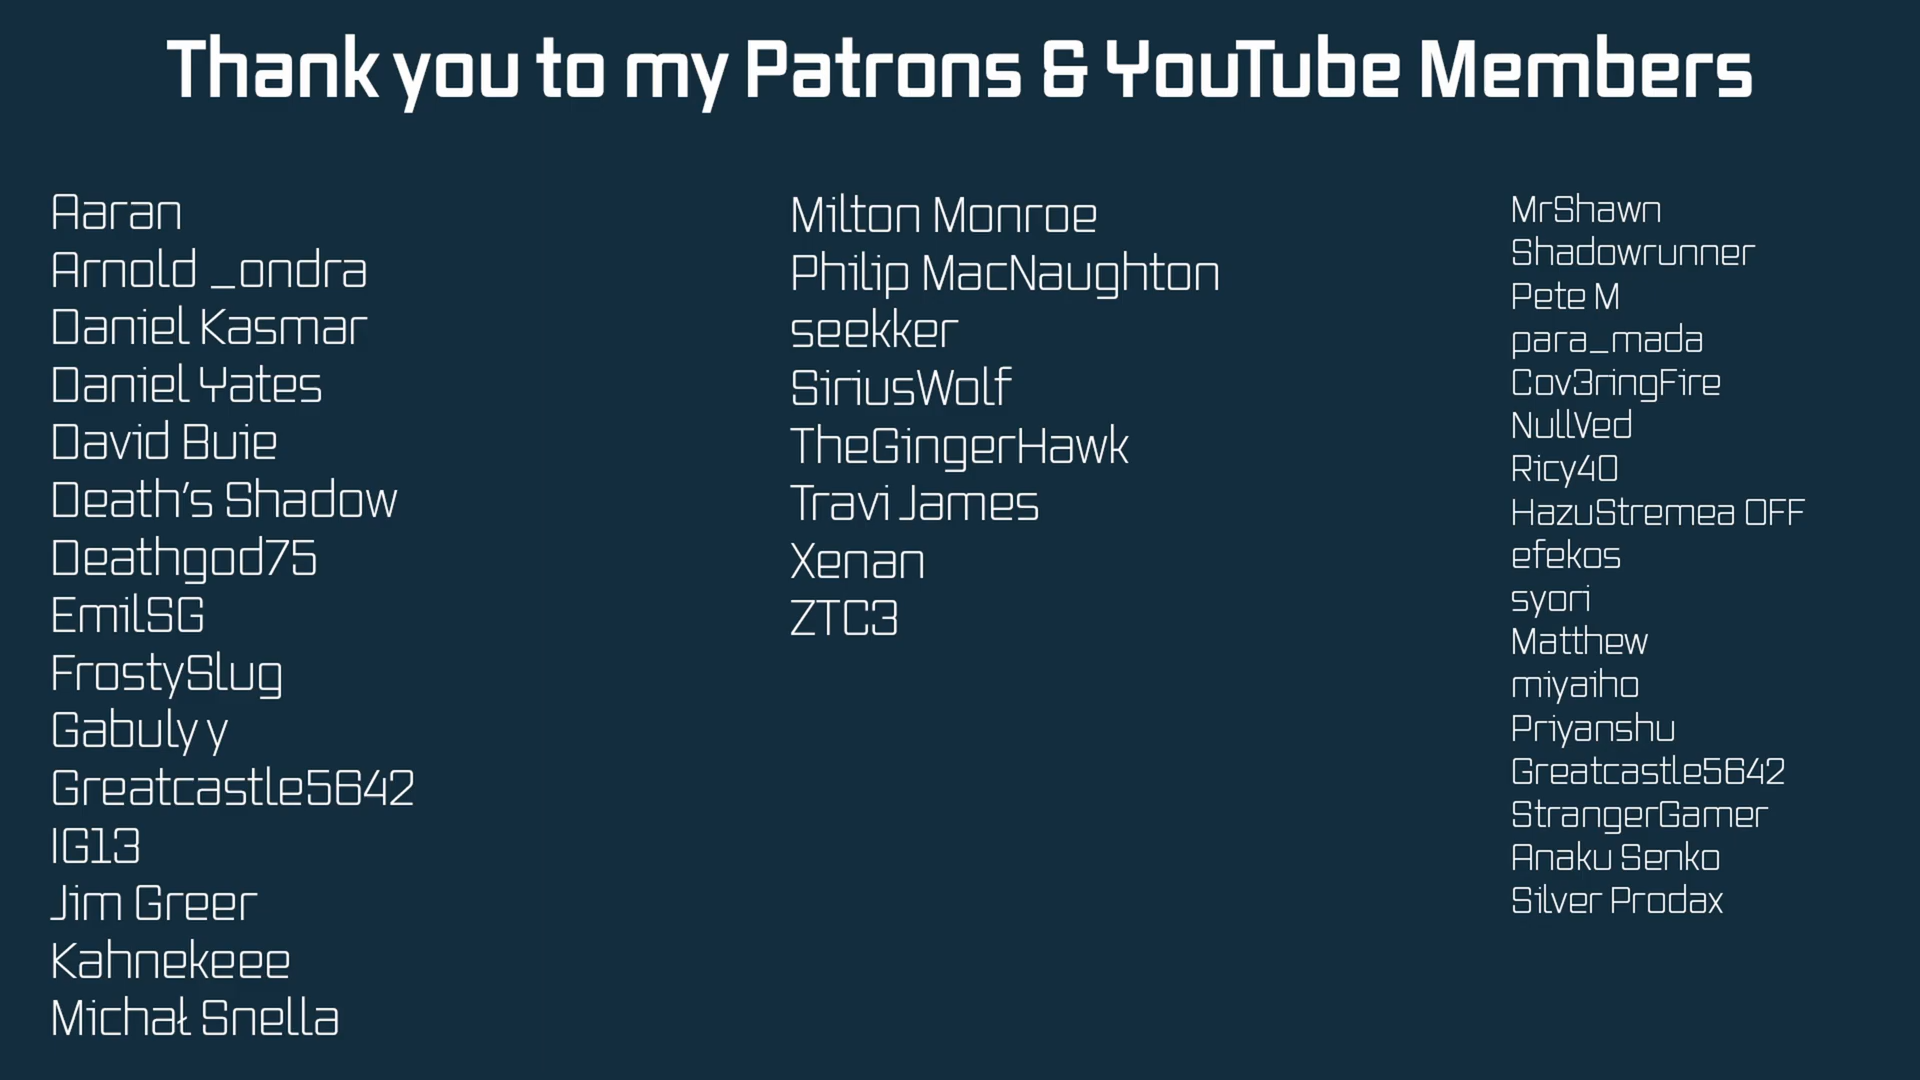 Thank you to my Patrons & YouTube Members
Aaran
Arnold _ondra
Daniel Kasmar
Daniel Yates
David Buie
Death's Shadow
Deathgod75
EmilSG
FrostySlug
Gabuly y
Greatcastle5642
IG13
Jim Greer
Kahnekeee
Michał Snella
Milton Monroe
Philip MacNaughton
seekker
SiriusWolf
TheGingerHawk
Travi James
Xenan
ZTC3
MrShawn
Shadowrunner
Pete M
para_mada
Cov3ringFire
NullVed
Ricy40
HazuStremea OFF
efekos
syori
Matthew
miyaiho
Priyanshu
Greatcastle5642
StrangerGamer
Anaku Senko
Silver Prodax